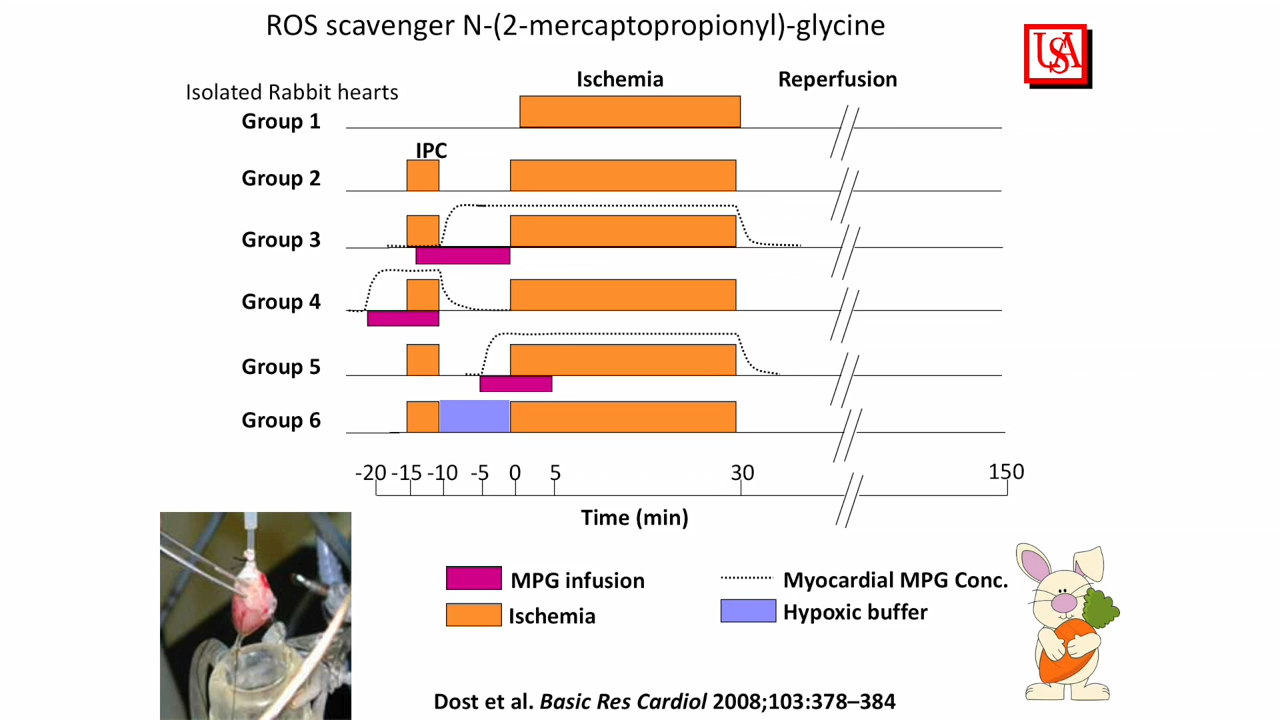 ROS scavenger N-(2-mercaptopropionyl)-glycine
USA
Isolated Rabbit hearts
Ischemia
Reperfusion
Group 1
IPC
Group 2
Group 3
Group 4
Group 5
Group 6
-20 -15 -10 -5 0 5 30 150
Time (min)
MPG infusion
Myocardial MPG Conc.
Ischemia
Hypoxic buffer
Dost et al. Basic Res Cardiol 2008;103:378–384